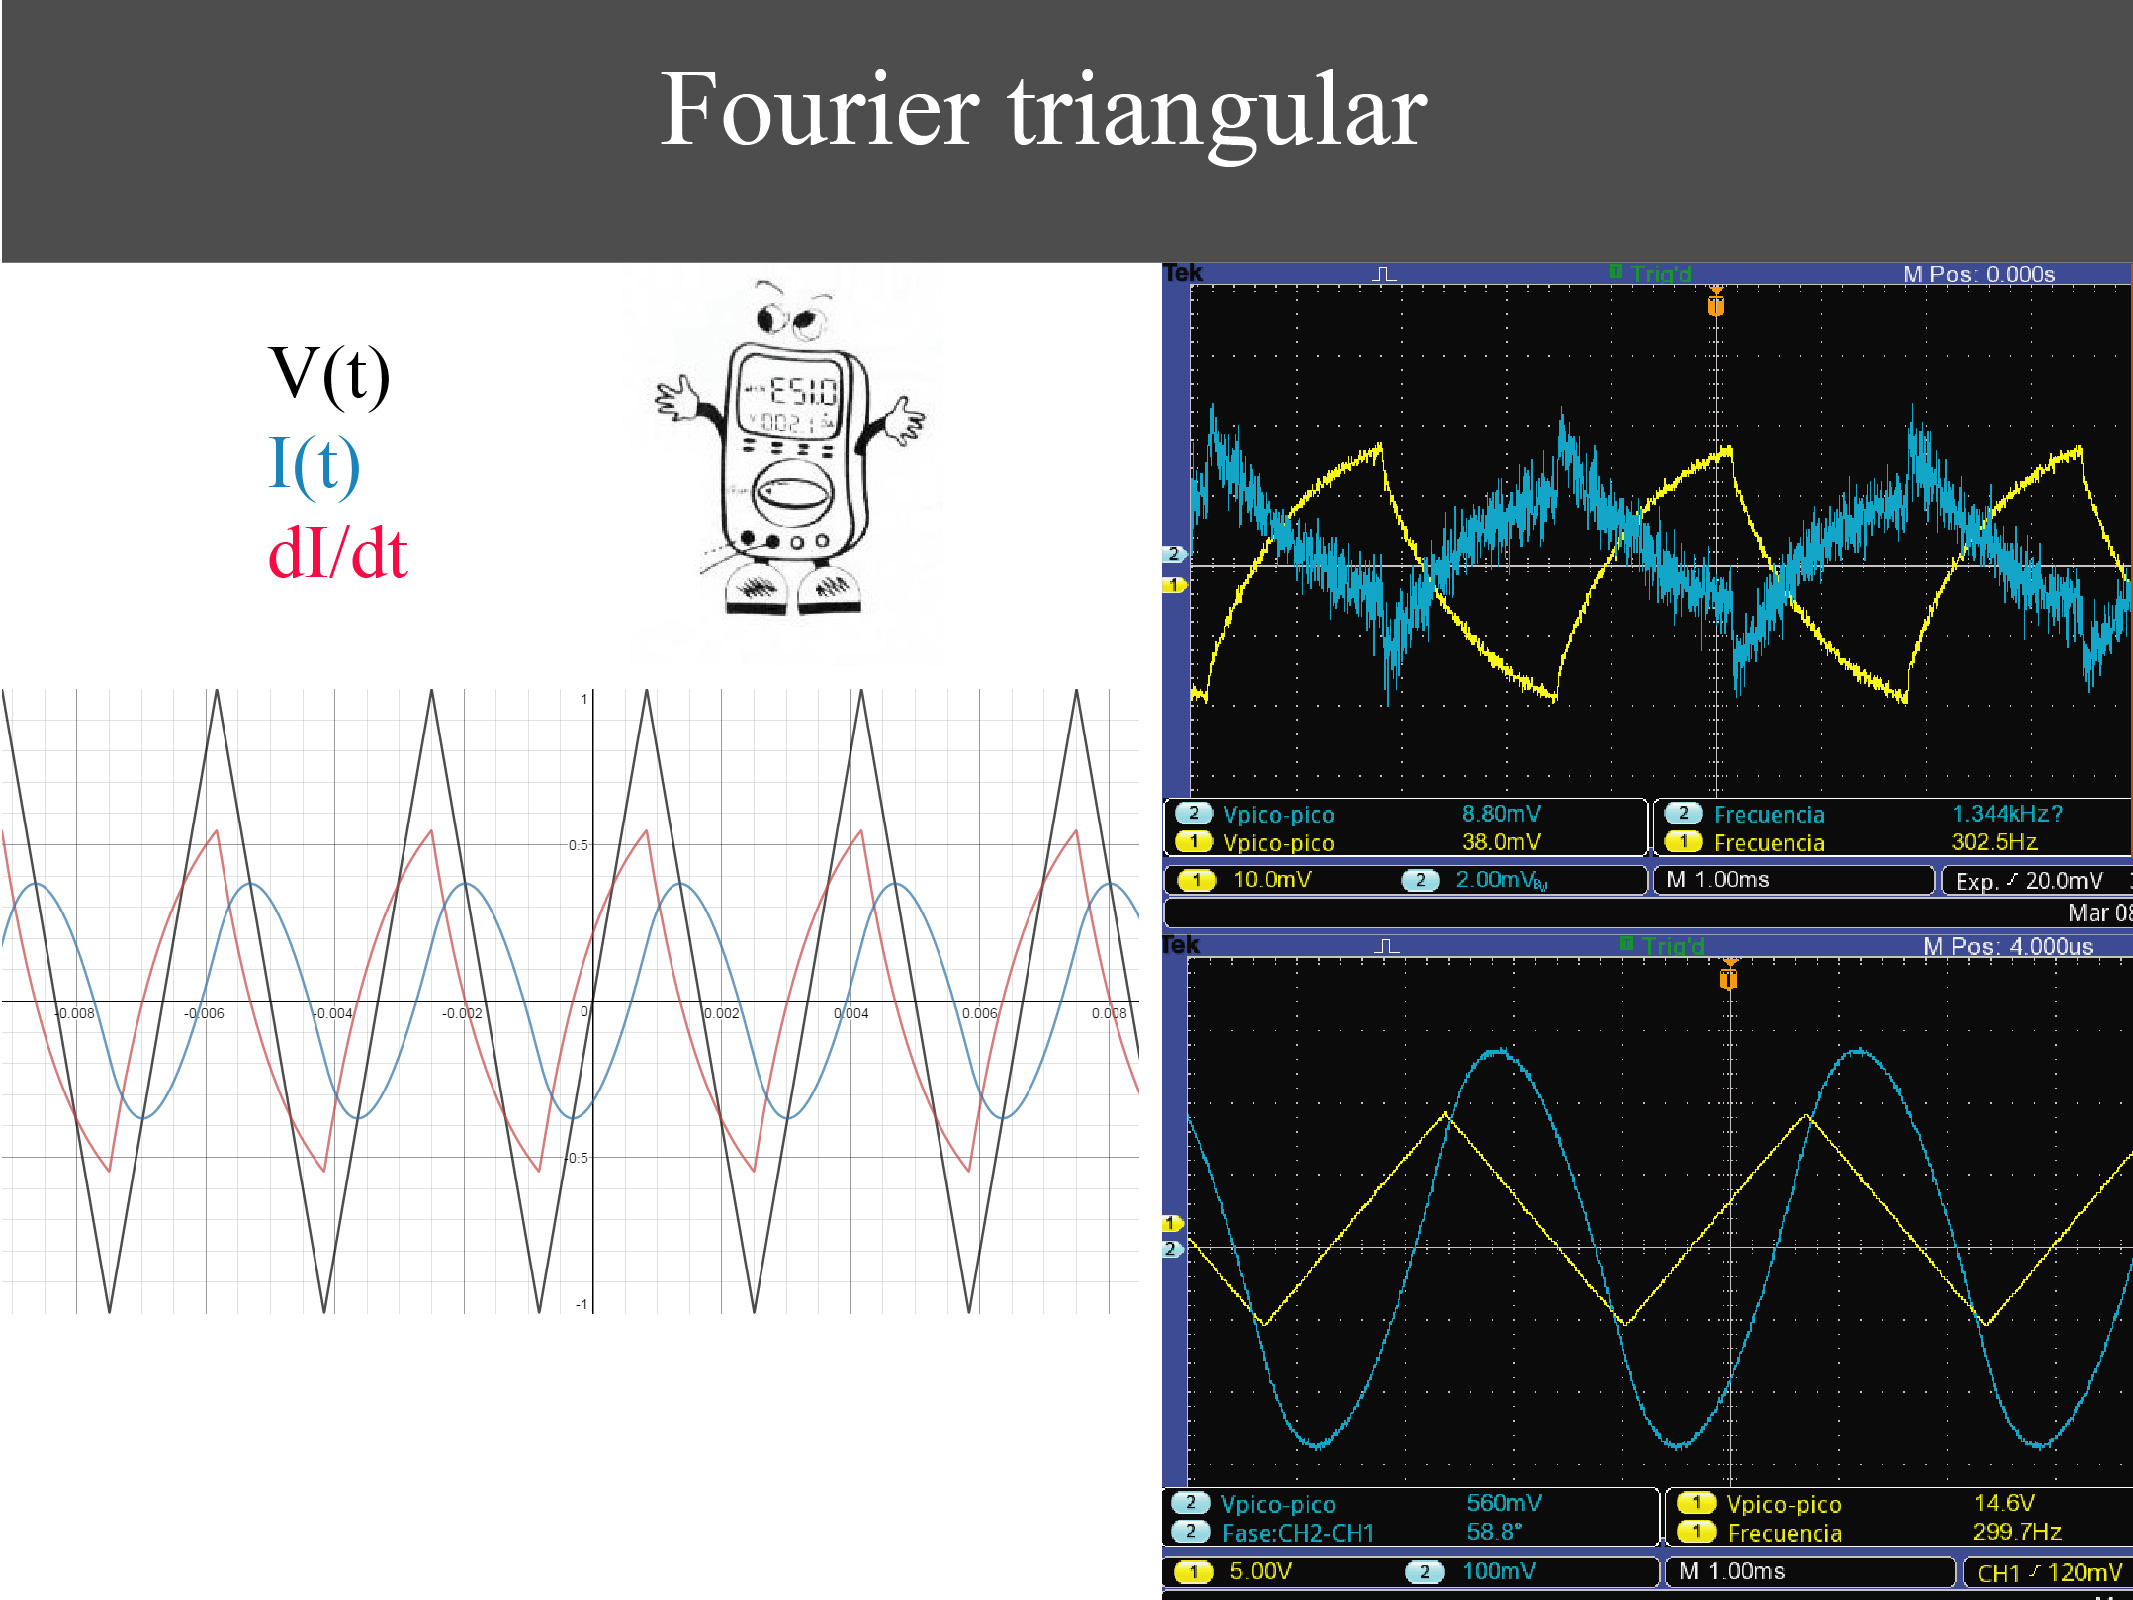 Fourier triangular
V(t)
I(t)
dI/dt
1
0.5
-0.008
-0.006
-0.004
-0.002
0
0.002
0.004
0.006
0.008
-0.5
-1
Tek Trig'd M Pos: 0.000s
2
1
2 Vpico-pico 8.80mV
1 Vpico-pico 38.0mV
2 Frecuencia 1.344kHz?
1 Frecuencia 302.5Hz
1 10.0mV 2 2.00mV M 1.00ms Exp. 20.0mV
Mar 08
Tek Trig'd M Pos: 4.000us
1
2
2 Vpico-pico 560mV
2 Fase:CH2-CH1 58.8°
1 Vpico-pico 14.6V
1 Frecuencia 299.7Hz
1 5.00V 2 100mV M 1.00ms CH1 120mV